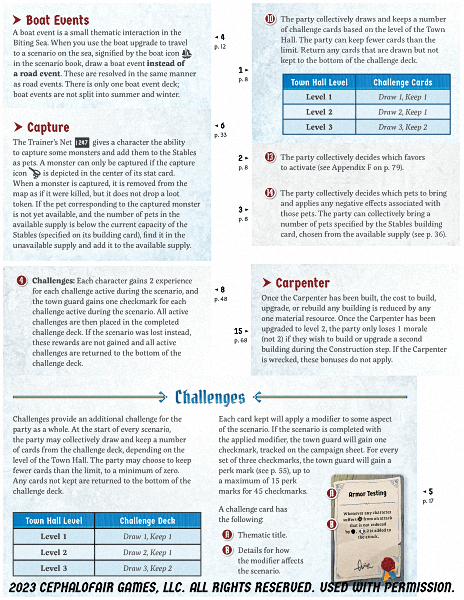 Boat Events
A boat event is a small thematic interaction in the
Biting Sea. When you use the boat upgrade to travel
to a scenario on the sea, signified by the boat icon
in the scenario book, draw a boat event instead of
a road event. These are resolved in the same manner
as road events. There is only one boat event deck;
boat events are not split into summer and winter.
4
p. 12
Capture
The Trainer's Net 1247 gives a character the ability
to capture some monsters and add them to the Stables
as pets. A monster can only be captured if the capture
icon is depicted in the center of its stat card.
When a monster is captured, it is removed from the
map as if it were killed, but it does not drop a loot
token. If the pet corresponding to the captured monster
is not yet available, and the number of pets in the
available supply is below the current capacity of the
Stables (specified on its building card), find it in the
unavailable supply and add it to the available supply.
6
p. 33
1
p. 8
10 The party collectively draws and keeps a number
of challenge cards based on the level of the Town
Hall. The party can keep fewer cards than the
limit. Return any cards that are drawn but not
kept to the bottom of the challenge deck.
Town Hall Level Challenge Cards
Level 1 Draw 1, Keep 1
Level 2 Draw 2, Keep 1
Level 3 Draw 3, Keep 2
2
p. 8
13 The party collectively decides which favors
to activate (see Appendix F on p. 79).
3
p. 8
14 The party collectively decides which pets to bring
and applies any negative effects associated with
those pets. The party can collectively bring a
number of pets specified by the Stables building
card, chosen from the available supply (see p. 36).
4 Challenges: Each character gains 2 experience
for each challenge active during the scenario, and
the town guard gains one checkmark for each
challenge active during the scenario. All active
challenges are then placed in the completed
challenge deck. If the scenario was lost instead,
these rewards are not gained and all active
challenges are returned to the bottom of the
challenge deck.
8
p. 48
15
p. 68
Carpenter
Once the Carpenter has been built, the cost to build,
upgrade, or rebuild any building is reduced by any
one material resource. Once the Carpenter has been
upgraded to level 2, the party only loses 1 morale
(not 2) if they wish to build or upgrade a second
building during the Construction step. If the Carpenter
is wrecked, these bonuses do not apply.
Challenges
Challenges provide an additional challenge for the
party as a whole. At the start of every scenario,
the party may collectively draw and keep a number
of cards from the challenge deck, depending on the
level of the Town Hall. The party may choose to keep
fewer cards than the limit, to a minimum of zero.
Any cards not kept are returned to the bottom of the
challenge deck.
Town Hall Level Challenge Deck
Level 1 Draw 1, Keep 1
Level 2 Draw 2, Keep 1
Level 3 Draw 3, Keep 2
Each card kept will apply a modifier to some aspect
of the scenario. If the scenario is completed with
the applied modifier, the town guard will gain one
checkmark, tracked on the campaign sheet. For every
set of three checkmarks, the town guard will gain a
perk mark (see p. 55), up to
a maximum of 15 perk
marks for 45 checkmarks.
A challenge card has
the following:
A Thematic title.
B Details for how
the modifier affects
the scenario.
A
B
Armor Testing
Whenever any character
suffers from an attack
that is not reduced
is added to
the attack.
5
p. 17
2023 CEPHALOFAIR GAMES, LLC. ALL RIGHTS RESERVED. USED WITH PERMISSION.